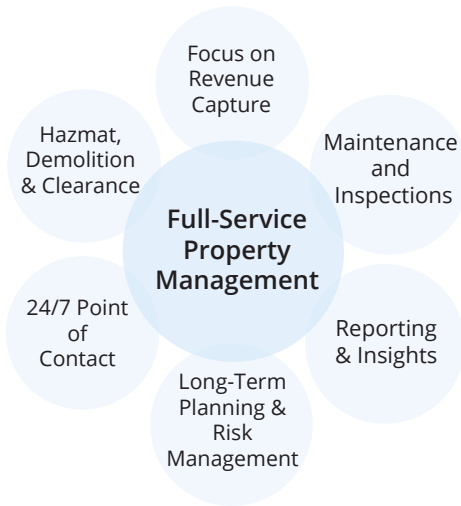 Focus on
Revenue
Capture
Hazmat,
Demolition
& Clearance
Maintenance
and
Inspections
Full-Service
Property
Management
24/7 Point
of
Contact
Reporting
& Insights
Long-Term
Planning &
Risk
Management